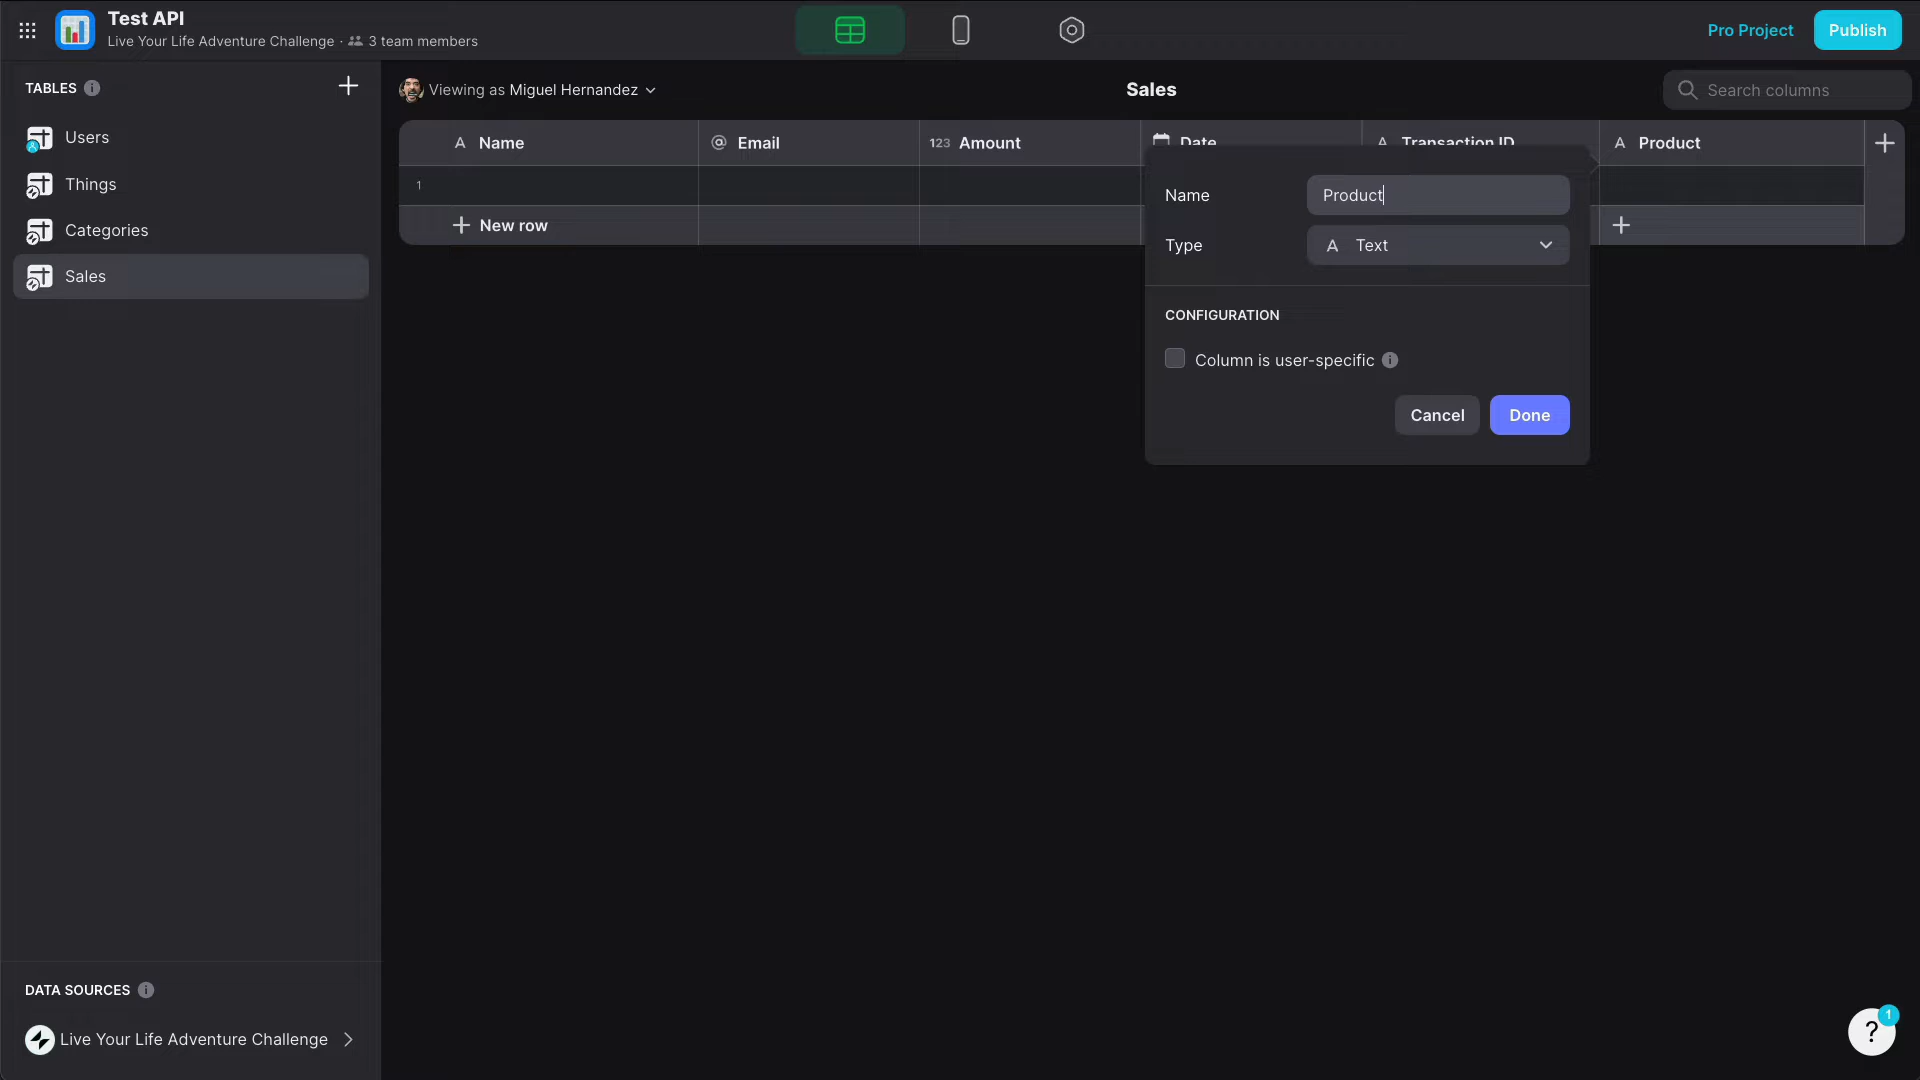 Test API
Live Your Life Adventure Challenge · 3 team members
Pro Project
Publish
TABLES
Users
Things
Categories
Sales
Viewing as Miguel Hernandez
Sales
Search columns
A Name
@ Email
123 Amount
Date
A Transaction ID
A Product
1
New row
Name
Product
Type
A Text
CONFIGURATION
Column is user-specific
Cancel
Done
DATA SOURCES
Live Your Life Adventure Challenge
?
1